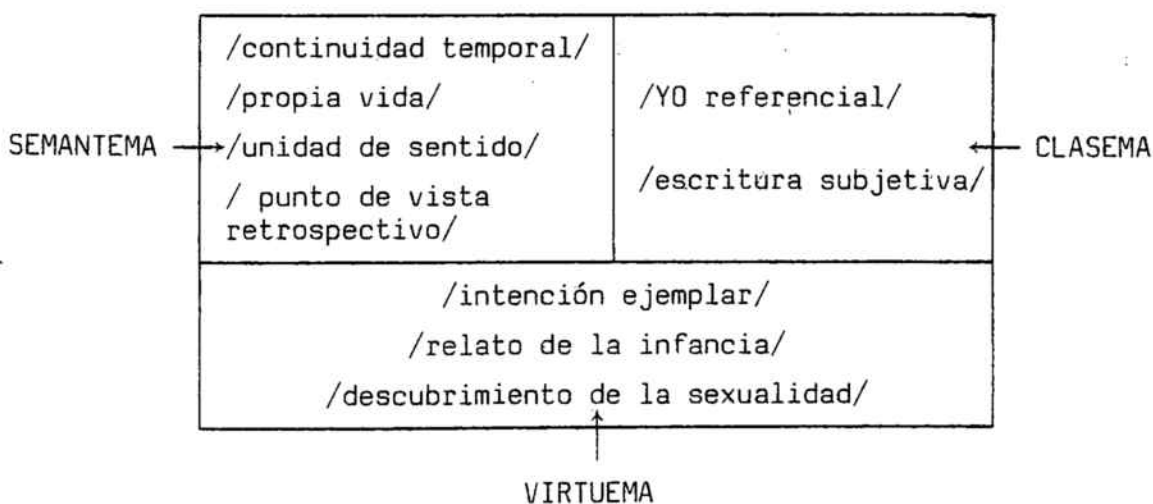 /continuidad temporal/
/propia vida/
/YO referencial/
SEMANTEMA → /unidad de sentido/
← CLASEMA
/escritura subjetiva/
/ punto de vista
retrospectivo/
/intención ejemplar/
/relato de la infancia/
/descubrimiento de la sexualidad/
↑
VIRTUEMA